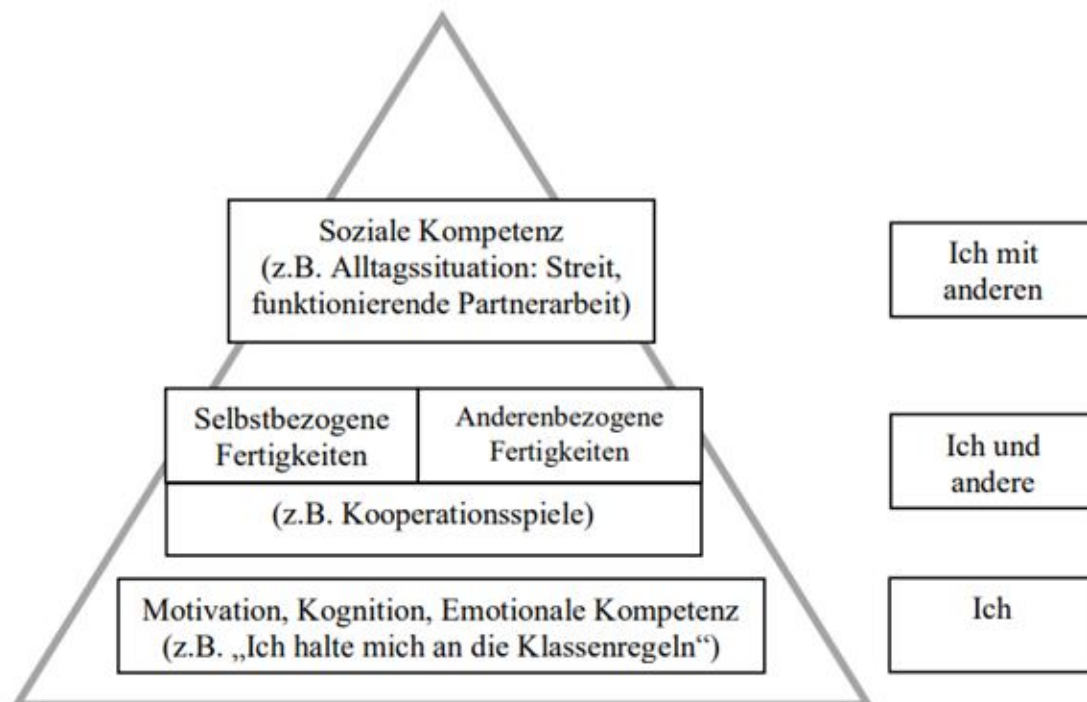 Soziale Kompetenz
(z.B. Alltagssituation: Streit,
funktionierende Partnerarbeit)
Ich mit
anderen
Selbstbezogene
Fertigkeiten
Anderenbezogene
Fertigkeiten
(z.B. Kooperationsspiele)
Ich und
andere
Motivation, Kognition, Emotionale Kompetenz
(z.B. „Ich halte mich an die Klassenregeln“)
Ich